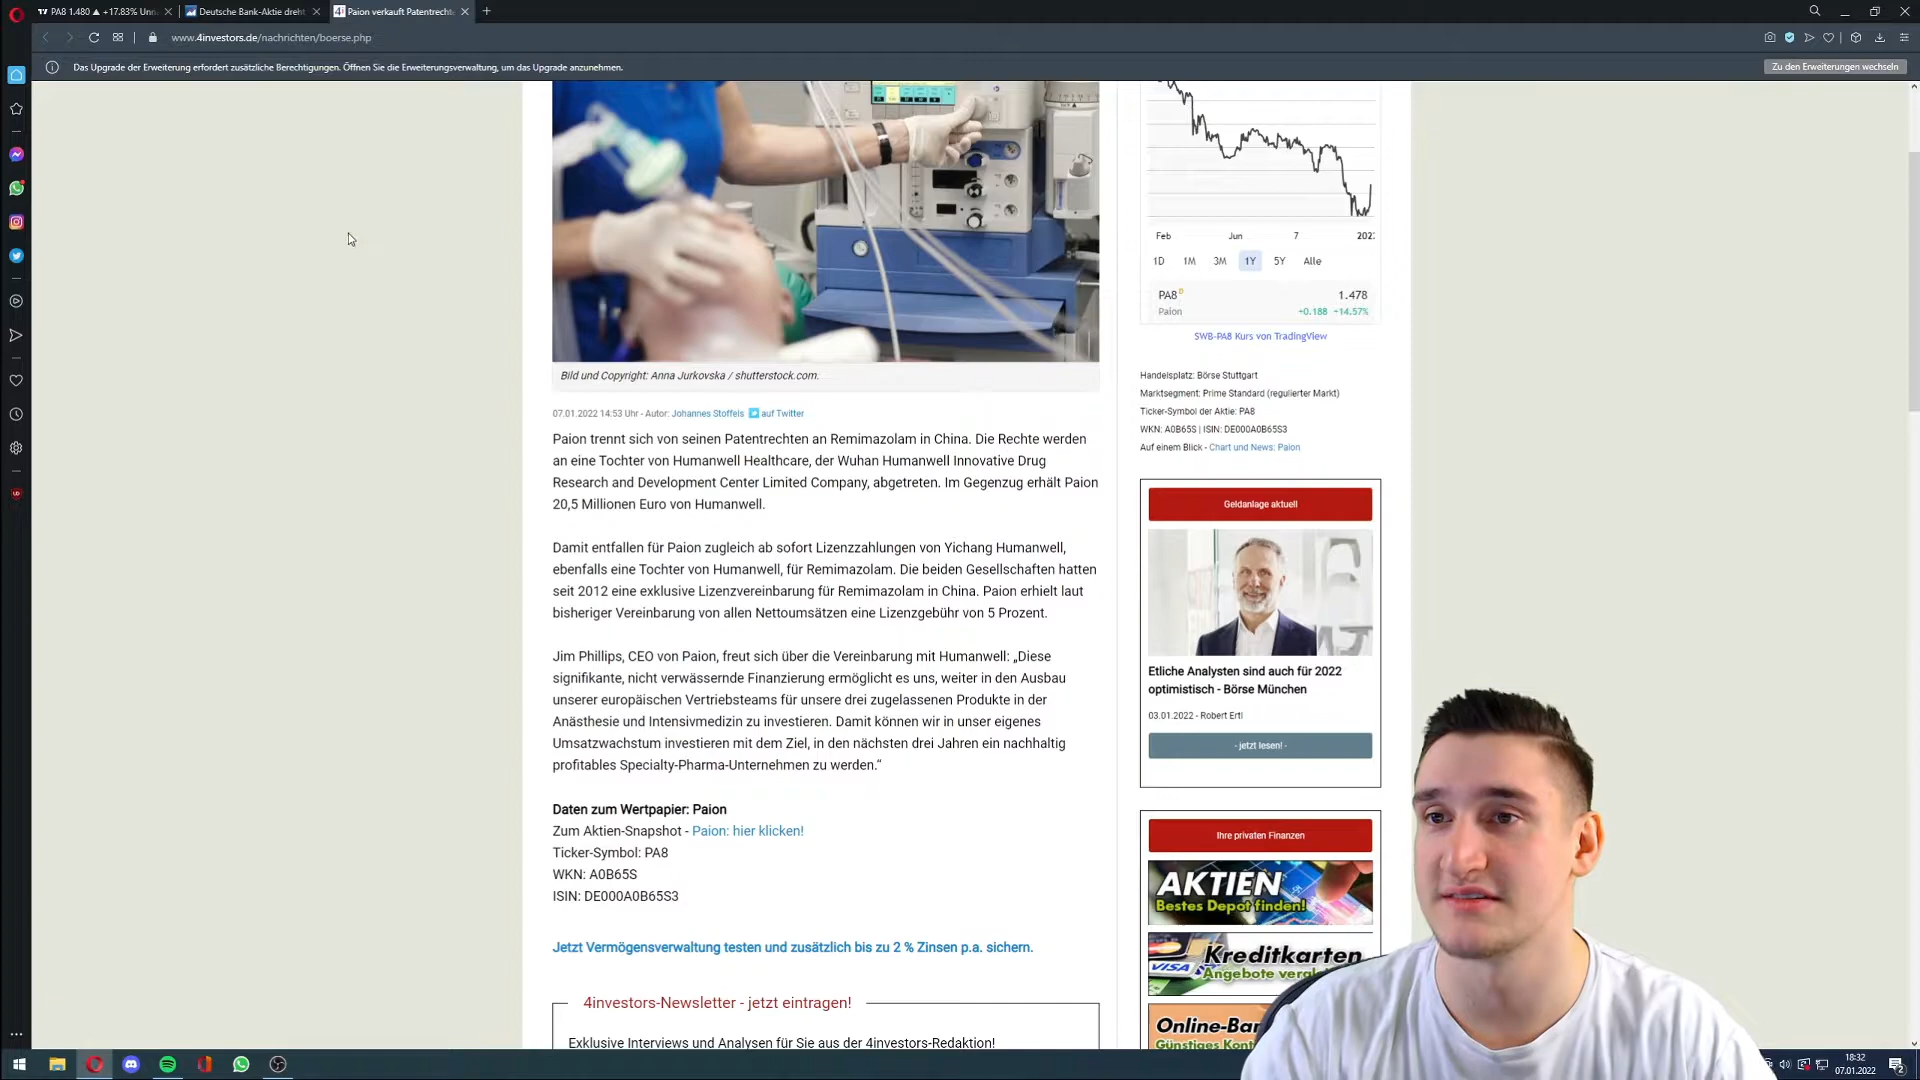 PA8 1.480 ▲ +17.83% Unn
Deutsche Bank-Aktie dreht
Paion verkauft Patentrecht
www.4investors.de/nachrichten/boerse.php
Das Upgrade der Erweiterung erfordert zusätzliche Berechtigungen. Öffnen Sie die Erweiterungsverwaltung, um das Upgrade anzunehmen.
Zu den Erweiterungen wechseln
Bild und Copyright: Anna Jurkovska / shutterstock.com.
07.01.2022 14:53 Uhr - Autor: Johannes Stoffels auf Twitter
Paion trennt sich von seinen Patentrechten an Remimazolam in China. Die Rechte werden
an eine Tochter von Humanwell Healthcare, der Wuhan Humanwell Innovative Drug
Research and Development Center Limited Company, abgetreten. Im Gegenzug erhält Paion
20,5 Millionen Euro von Humanwell.
Damit entfallen für Paion zugleich ab sofort Lizenzzahlungen von Yichang Humanwell,
ebenfalls eine Tochter von Humanwell, für Remimazolam. Die beiden Gesellschaften hatten
seit 2012 eine exklusive Lizenzvereinbarung für Remimazolam in China. Paion erhielt laut
bisheriger Vereinbarung von allen Nettoumsätzen eine Lizenzgebühr von 5 Prozent.
Jim Phillips, CEO von Paion, freut sich über die Vereinbarung mit Humanwell: „Diese
signifikante, nicht verwässernde Finanzierung ermöglicht es uns, weiter in den Ausbau
unserer europäischen Vertriebsteams für unsere drei zugelassenen Produkte in der
Anästhesie und Intensivmedizin zu investieren. Damit können wir in unser eigenes
Umsatzwachstum investieren mit dem Ziel, in den nächsten drei Jahren ein nachhaltig
profitables Specialty-Pharma-Unternehmen zu werden.“
Daten zum Wertpapier: Paion
Zum Aktien-Snapshot - Paion: hier klicken!
Ticker-Symbol: PA8
WKN: A0B65S
ISIN: DE000A0B65S3
Jetzt Vermögensverwaltung testen und zusätzlich bis zu 2 % Zinsen p.a. sichern.
4investors-Newsletter - jetzt eintragen!
Exklusive Interviews und Analysen für Sie aus der 4investors-Redaktion!
Feb Jun 7 202
1D 1M 3M 1Y 5Y Alle
PA8 D 1.478
Paion +0.188 +14.57%
SWB-PA8 Kurs von TradingView
Handelsplatz: Börse Stuttgart
Marktsegment: Prime Standard (regulierter Markt)
Ticker-Symbol der Aktie: PA8
WKN: A0B65S | ISIN: DE000A0B65S3
Auf einem Blick - Chart und News: Paion
Geldanlage aktuell
Etliche Analysten sind auch für 2022
optimistisch - Börse München
03.01.2022 - Robert Ertl
- jetzt lesen! -
Ihre privaten Finanzen
AKTIEN
Bestes Depot finden!
VISA
Kreditkarten
Angebote vergl
Online-Ban
Günstiges Kont
18:32
07.01.2022
2